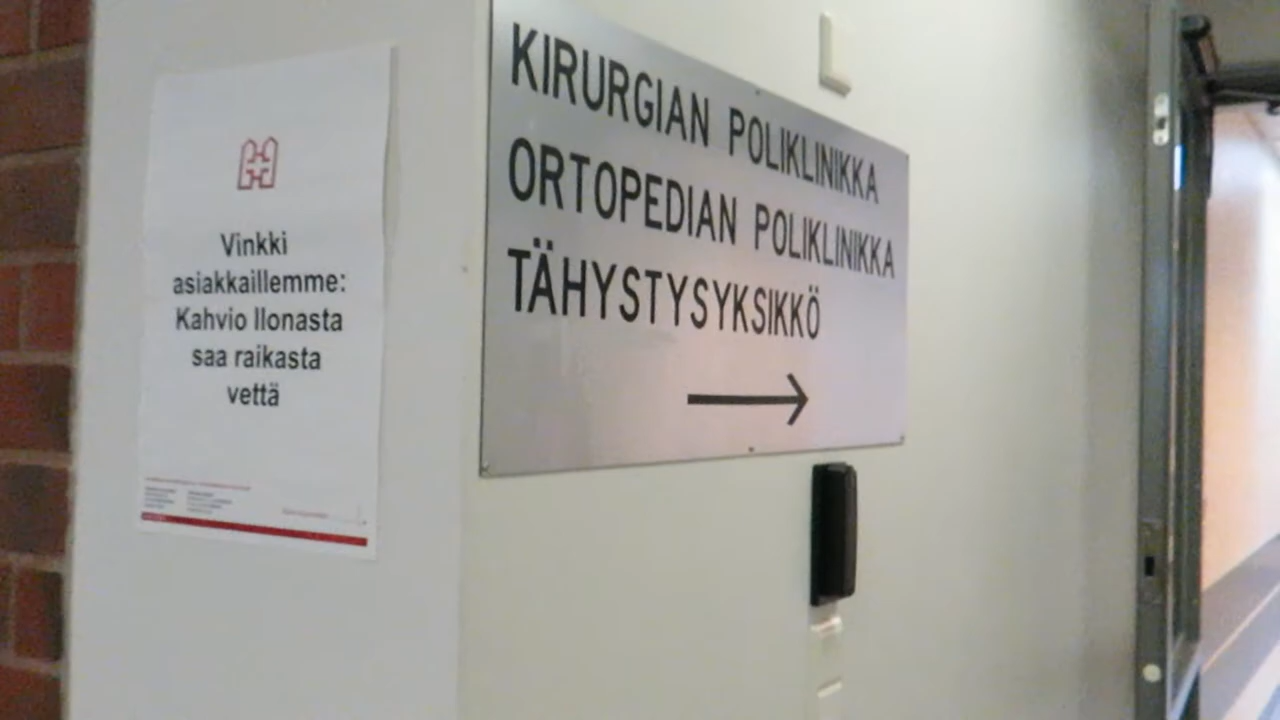 Vinkki
asiakkaillemme:
Kahvio Ilonasta
saa raikasta
vettä
KIRURGIAN POLIKLINIKKA
ORTOPEDIAN POLIKLINIKKA
TÄHYSTYSYKSIKKÖ